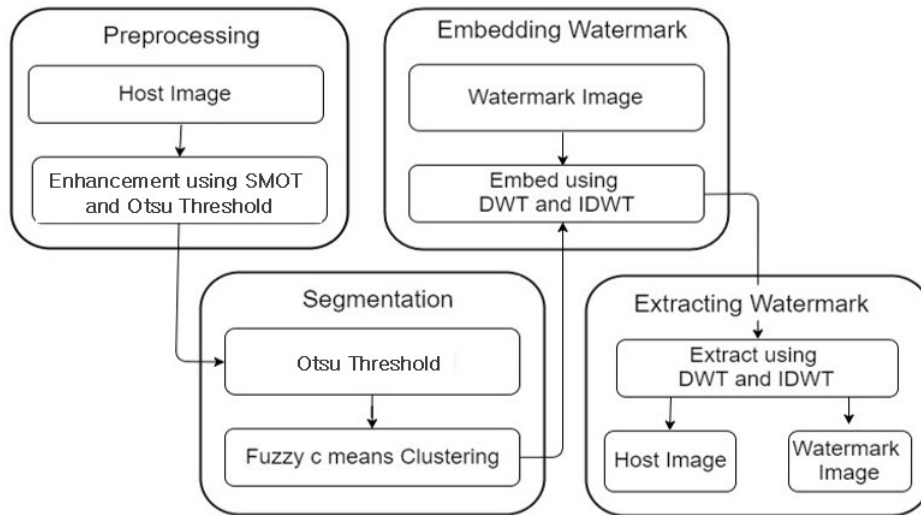 Preprocessing
Host Image
Enhancement using SMOT
and Otsu Threshold
Embedding Watermark
Watermark Image
Embed using
DWT and IDWT
Segmentation
Otsu Threshold
Fuzzy c means Clustering
Extracting Watermark
Extract using
DWT and IDWT
Host Image
Watermark
Image